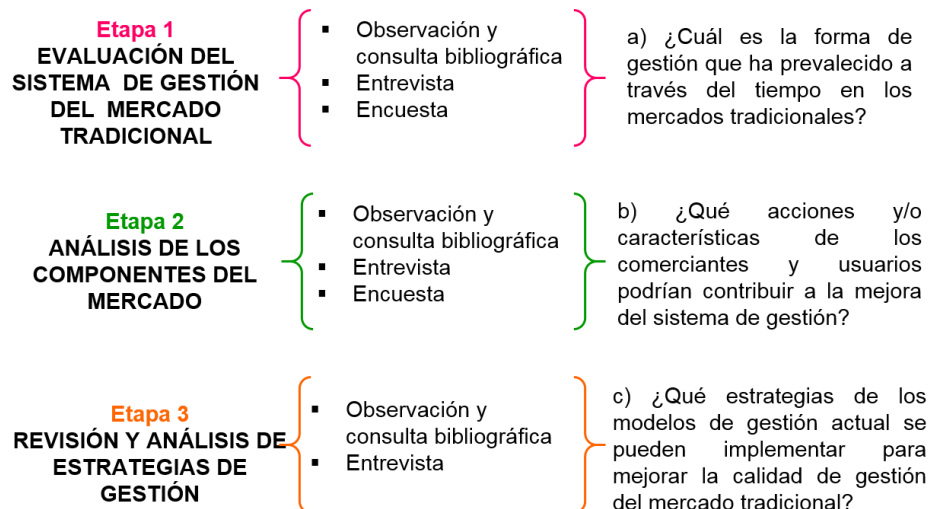 Etapa 1
EVALUACIÓN DEL
SISTEMA DE GESTIÓN
DEL MERCADO
TRADICIONAL
▪ Observación y
consulta bibliográfica
▪ Entrevista
▪ Encuesta
a) ¿Cuál es la forma de
gestión que ha prevalecido a
través del tiempo en los
mercados tradicionales?
Etapa 2
ANÁLISIS DE LOS
COMPONENTES DEL
MERCADO
▪ Observación y
consulta bibliográfica
▪ Entrevista
▪ Encuesta
b) ¿Qué acciones y/o
características de los
comerciantes y usuarios
podrían contribuir a la mejora
del sistema de gestión?
Etapa 3
REVISIÓN Y ANÁLISIS DE
ESTRATEGIAS DE
GESTIÓN
▪ Observación y
consulta bibliográfica
▪ Entrevista
c) ¿Qué estrategias de los
modelos de gestión actual se
pueden implementar para
mejorar la calidad de gestión
del mercado tradicional?